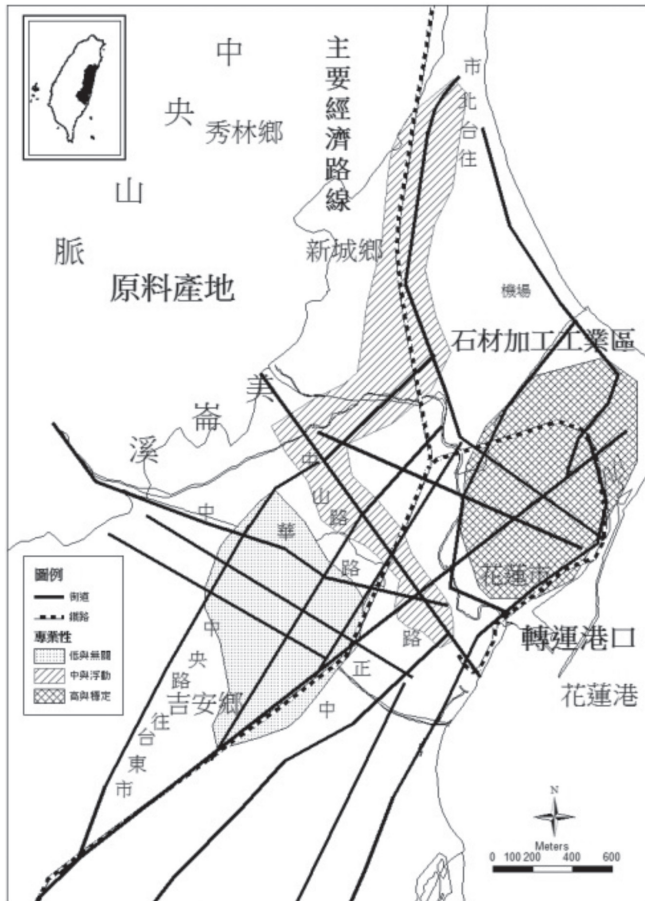 中央山脈
秀林鄉
主要經濟路線
往台北市
新城鄉
原料產地
機場
石材加工工業區
美崙溪
中山路
中華路
中央路
花蓮市
轉運港口
花蓮港
中正路
吉安鄉
往台東市
圖例
街道
鐵路
專業性
低與無關
中與浮動
高與穩定
N
Meters
0 100 200 400 600